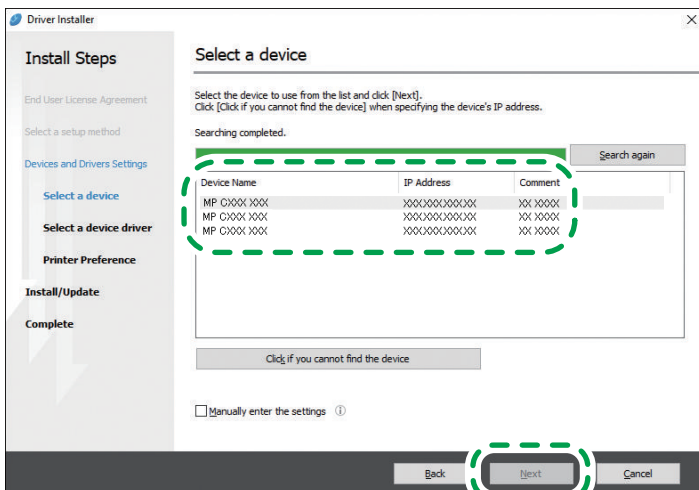 Driver Installer
Install Steps
End User License Agreement
Select a setup method
Devices and Drivers Settings
Select a device
Select a device driver
Printer Preference
Install/Update
Complete
Select a device
Select the device to use from the list and click [Next].
Click [Click if you cannot find the device] when specifying the device's IP address.
Searching completed.
Search again
Device Name IP Address Comment
MP CXXX XXX XXX.XXX.XXX.XX XX XXXX
MP CXXX XXX XXX.XXX.XXX.XX XX XXXX
MP CXXX XXX XXX.XXX.XXX.XX XX XXXX
Click if you cannot find the device
Manually enter the settings
Back Next Cancel